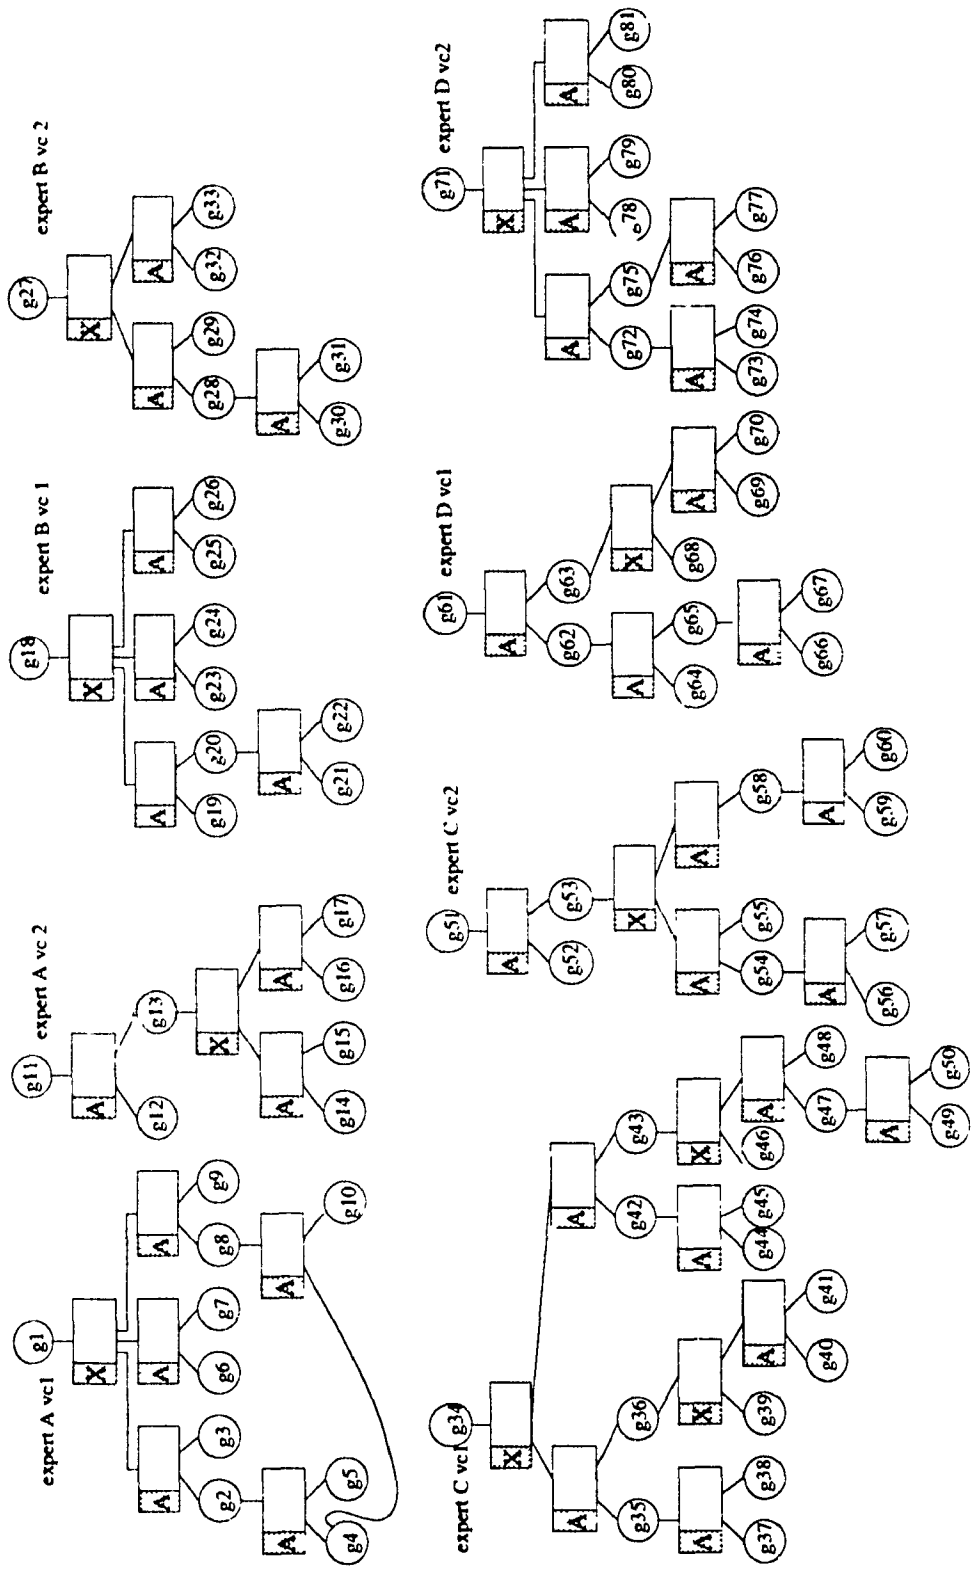 expert A vc1
g1
X
A A A
g2 g3 g6 g7 g8 g9
A A
g4 g5 g10
expert A vc 2
g11
A
g12 g13
X
A A
g14 g15 g16 g17
expert B vc 1
g18
X
A A A
g19 g20 g23 g24 g25 g26
A
g21 g22
expert B vc 2
g27
X
A A
g28 g29 g32 g33
A
g30 g31
expert C vc1
g34
X
A A
g35 g36 g42 g43
A X A X
g37 g38 g39 A g44 g45 g46 A
g40 g41 g47 g48
A
g49 g50
expert C vc2
g51
A
g52 g53
X
A A
g54 g55 g58
A A
g56 g57 g59 g60
expert D vc1
g61
A
g62 g63
A X
g64 g65 g68 A
A g69 g70
g66 g67
expert D vc2
g71
X
A A A
g72 g75 g78 g79 g80 g81
A A
g73 g74 g76 g77